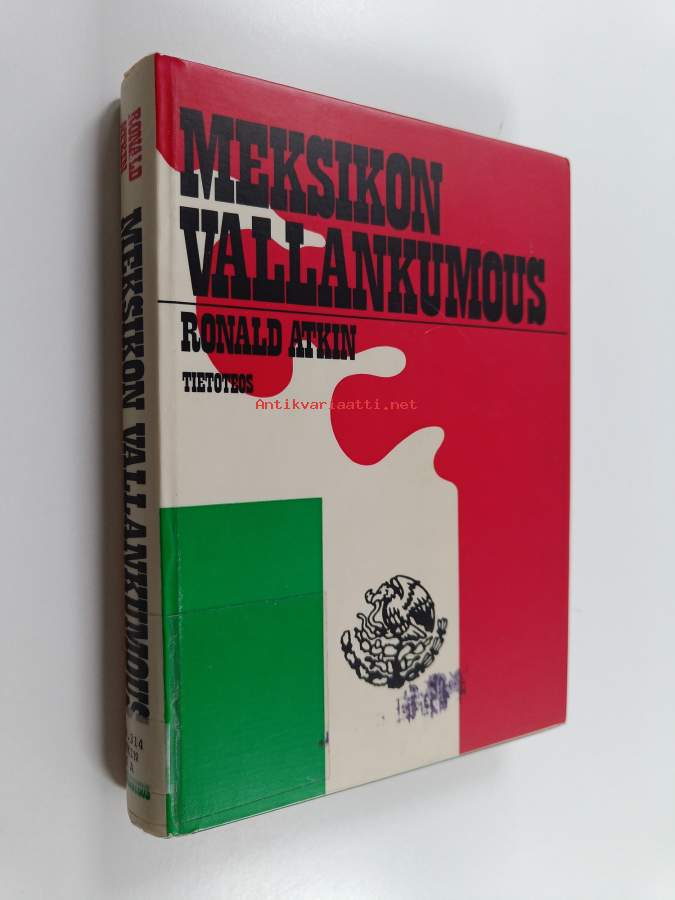 MEKSIKON
VALLANKUMOUS
RONALD ATKIN
TIETOTEOS
Antikvariaatti.net
RONALD
ATKIN
MEKSIKON VALLANKUMOUS